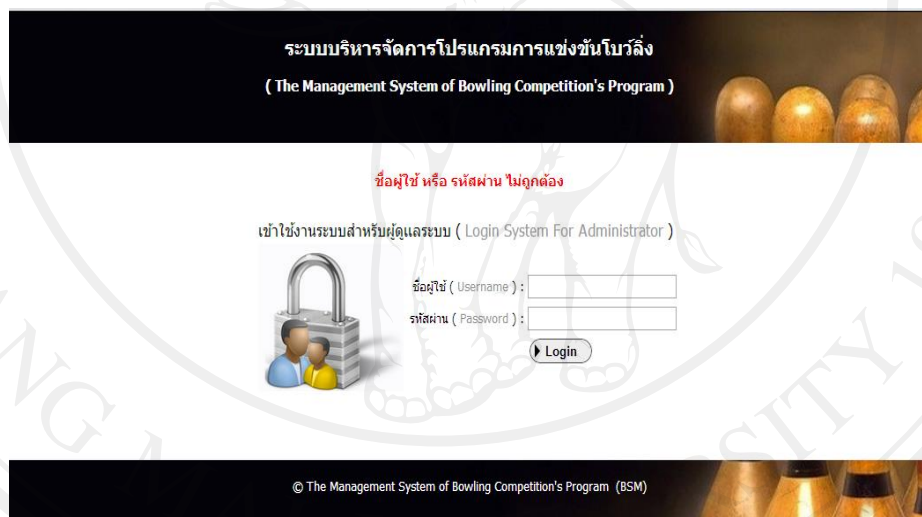 ระบบบริหารจัดการโปรแกรมการแข่งขันโบว์ลิ่ง
( The Management System of Bowling Competition's Program )
ชื่อผู้ใช้ หรือ รหัสผ่าน ไม่ถูกต้อง
เข้าใช้งานระบบสำหรับผู้ดูแลระบบ ( Login System For Administrator )
ชื่อผู้ใช้ ( Username ) :
รหัสผ่าน ( Password ) :
Login
© The Management System of Bowling Competition's Program (BSM)